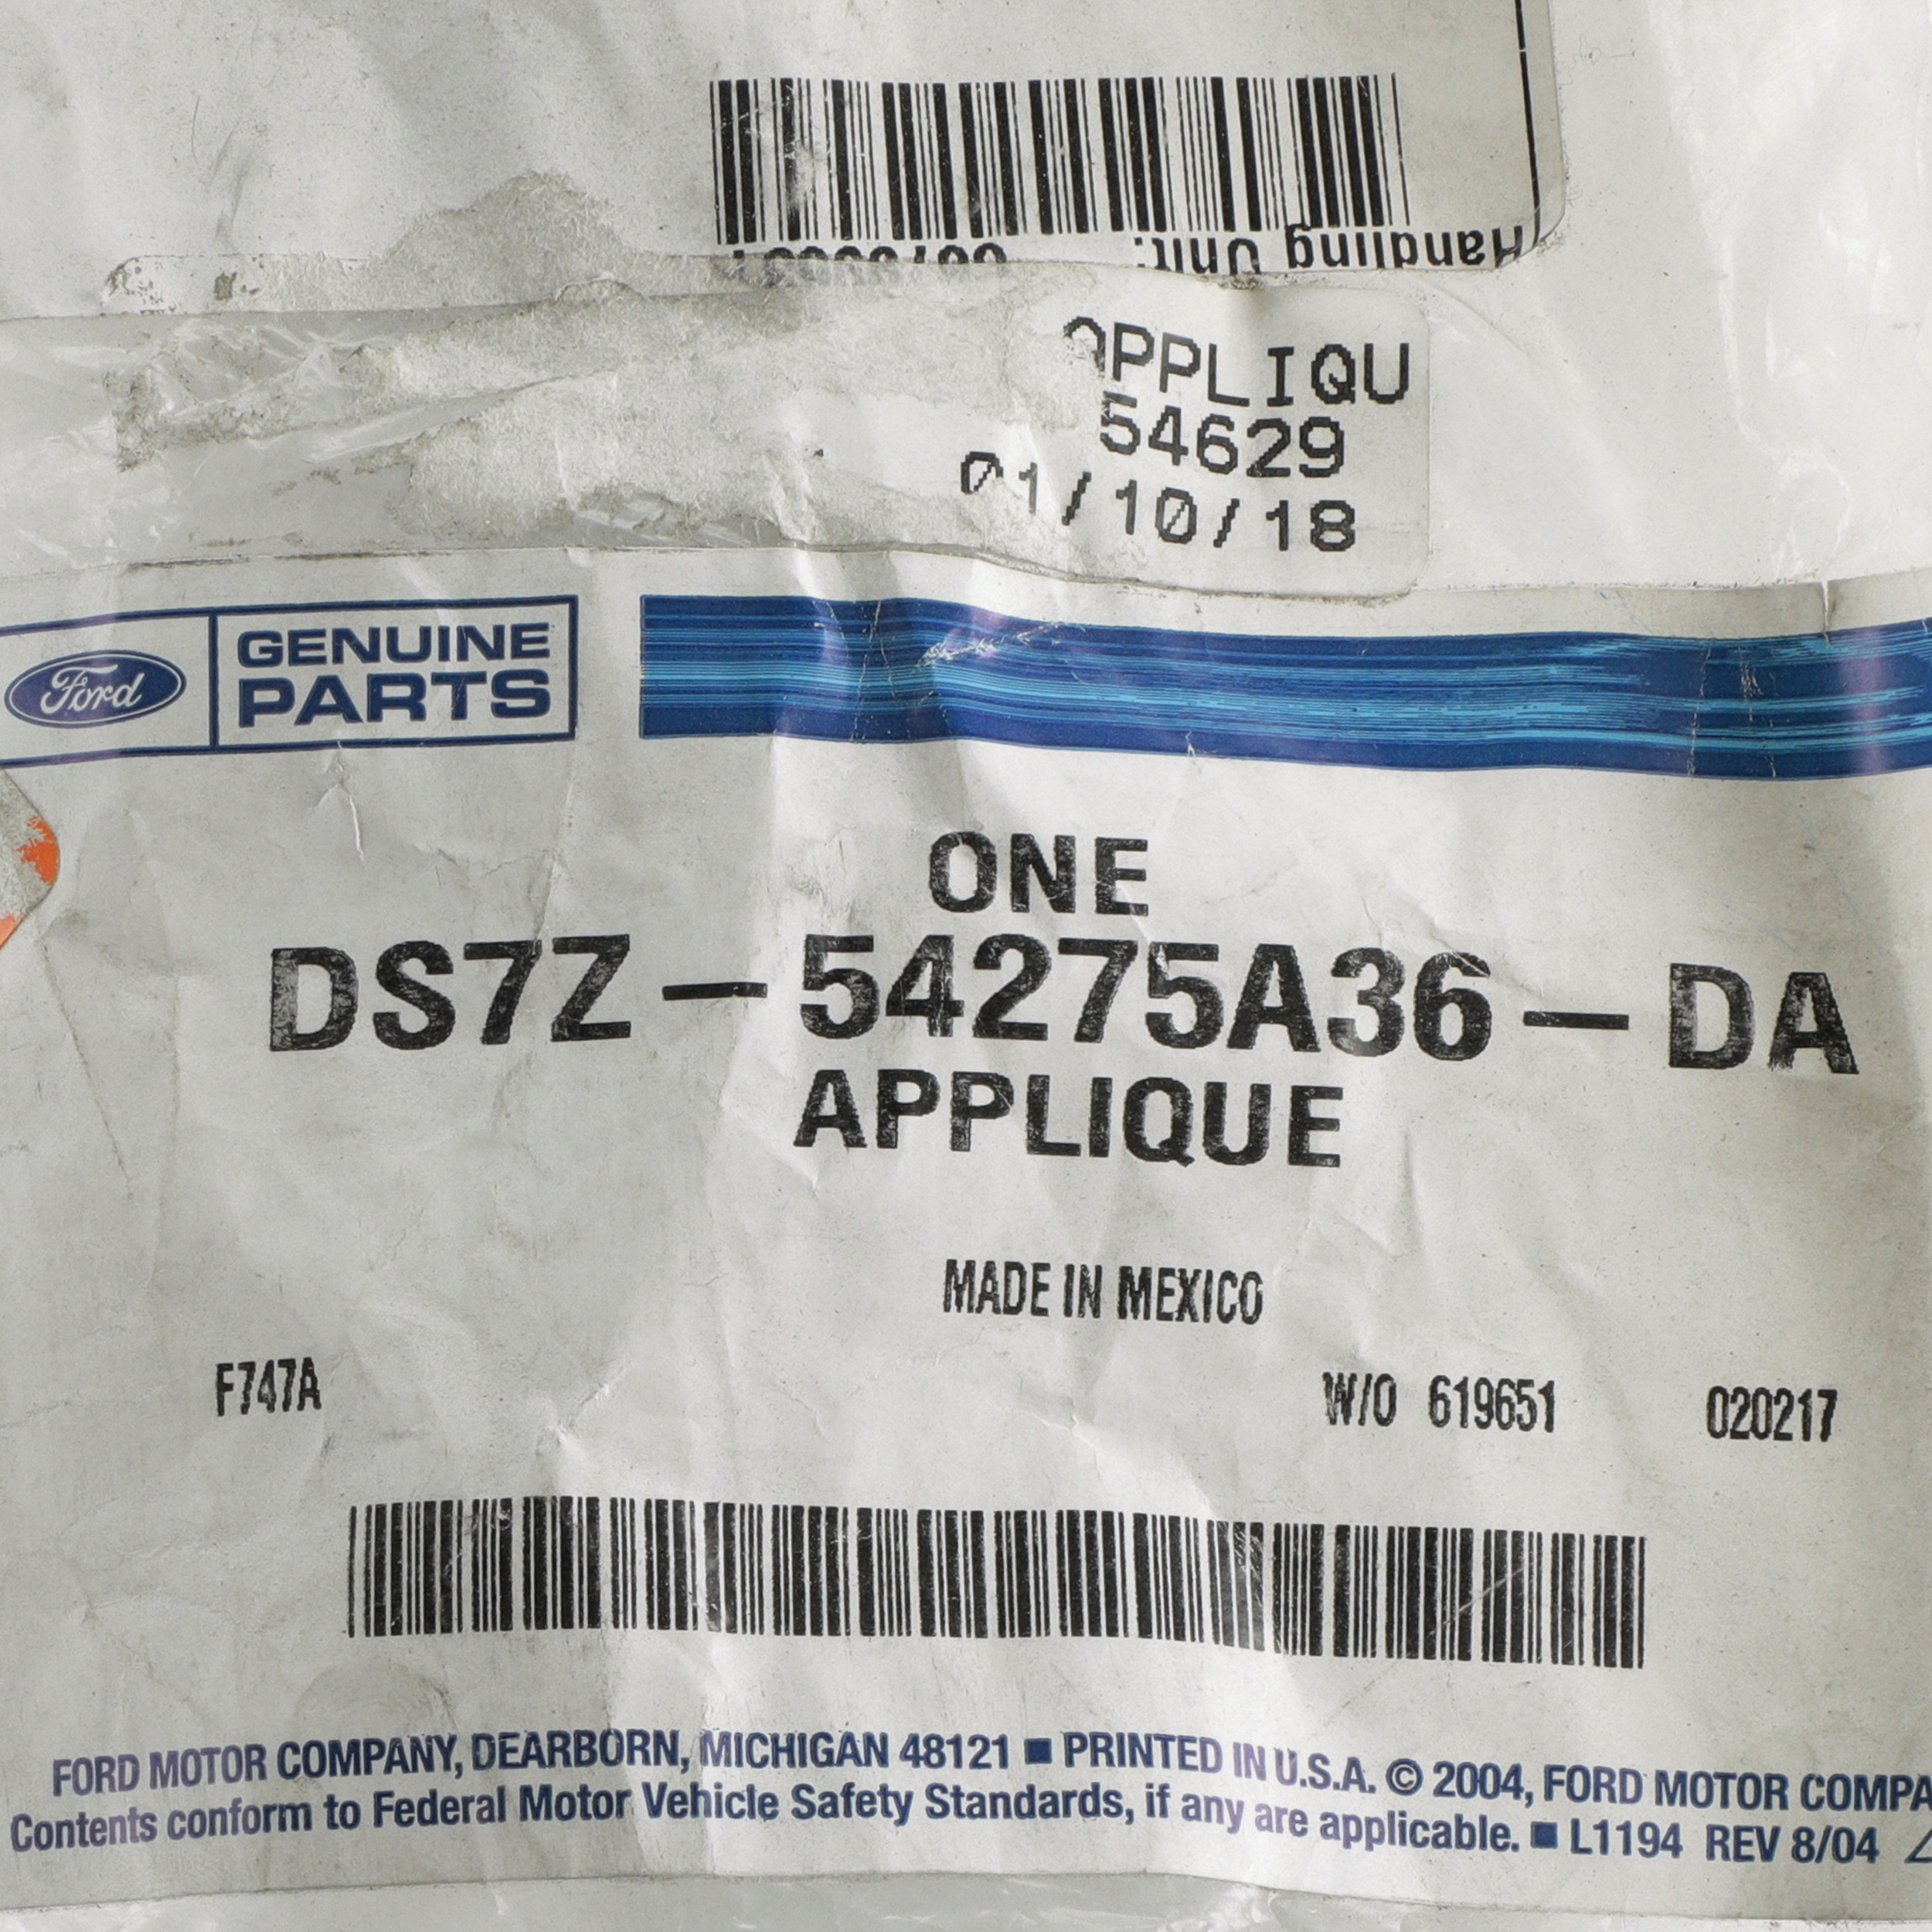 Handling Unit:
APPLIQU
54629
01/10/18
Ford
GENUINE
PARTS
ONE
DS7Z-54275A36-DA
APPLIQUE
MADE IN MEXICO
F747A W/O 619651 020217
FORD MOTOR COMPANY, DEARBORN, MICHIGAN 48121 ■ PRINTED IN U.S.A. © 2004, FORD MOTOR COMPA
Contents conform to Federal Motor Vehicle Safety Standards, if any are applicable. ■ L1194 REV 8/04